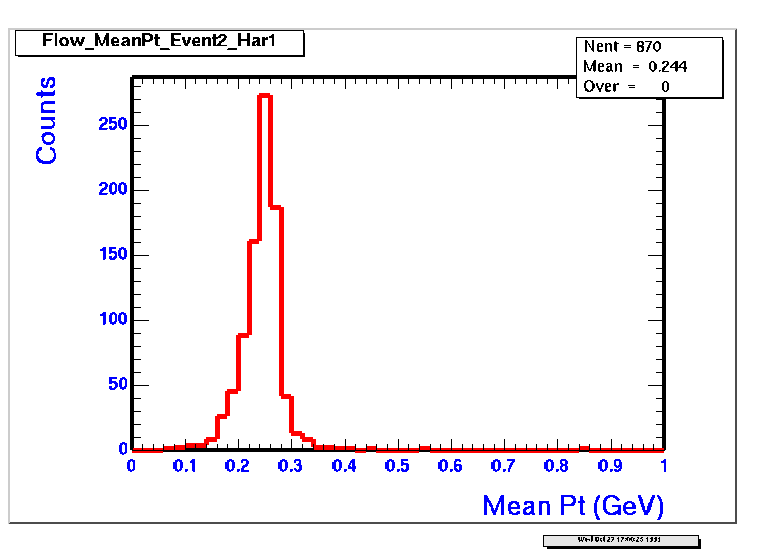 Flow_MeanPt_Event2_Har1
Nent = 870
Mean = 0.244
Over = 0
Counts
250
200
150
100
50
0
0 0.1 0.2 0.3 0.4 0.5 0.6 0.7 0.8 0.9 1
Mean Pt (GeV)